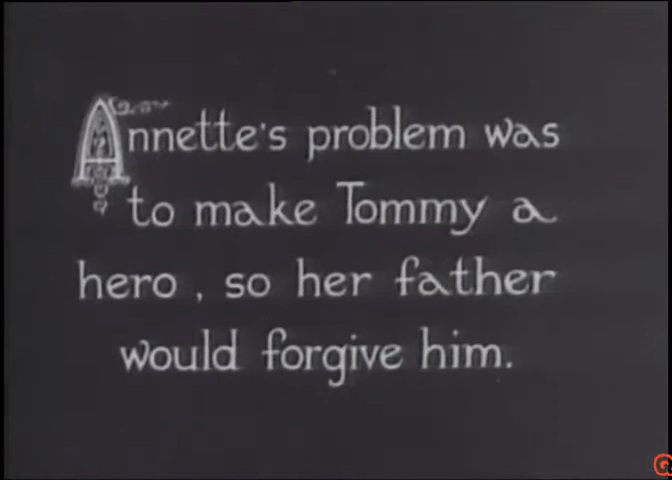 Annette's problem was
to make Tommy a
hero, so her father
would forgive him.